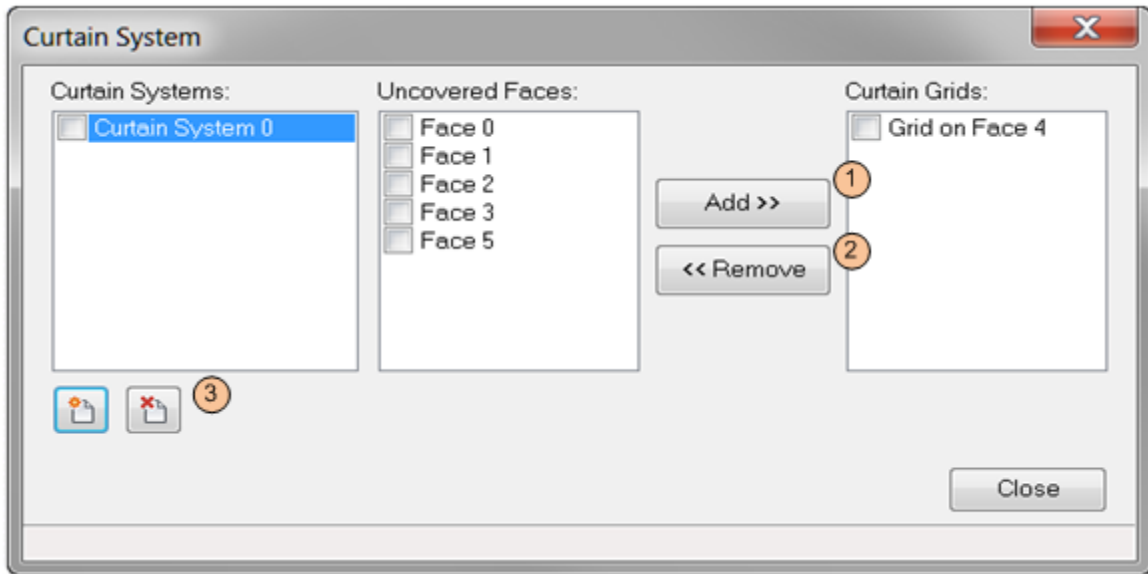 Curtain System
Curtain Systems:
Curtain System 0
Uncovered Faces:
Face 0
Face 1
Face 2
Face 3
Face 5
Add >>
1
<< Remove
2
Curtain Grids:
Grid on Face 4
3
Close